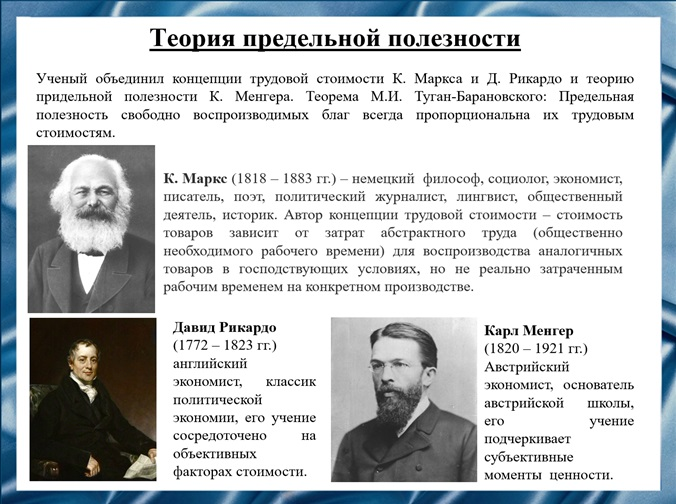 Теория предельной полезности
Ученый объединил концепции трудовой стоимости К. Маркса и Д. Рикардо и теорию
придельной полезности К. Менгера. Теорема М.И. Туган-Барановского: Предельная
полезность свободно воспроизводимых благ всегда пропорциональна их трудовым
стоимостям.
К. Маркс (1818 – 1883 гг.) – немецкий философ, социолог, экономист,
писатель, поэт, политический журналист, лингвист, общественный
деятель, историк. Автор концепции трудовой стоимости – стоимость
товаров зависит от затрат абстрактного труда (общественно
необходимого рабочего времени) для воспроизводства аналогичных
товаров в господствующих условиях, но не реально затраченным
рабочим временем на конкретном производстве.
Давид Рикардо
(1772 – 1823 гг.)
английский
экономист, классик
политической
экономии, его учение
сосредоточено на
объективных
факторах стоимости.
Карл Менгер
(1820 – 1921 гг.)
Австрийский
экономист, основатель
австрийской школы,
его учение
подчеркивает
субъективные
моменты ценности.